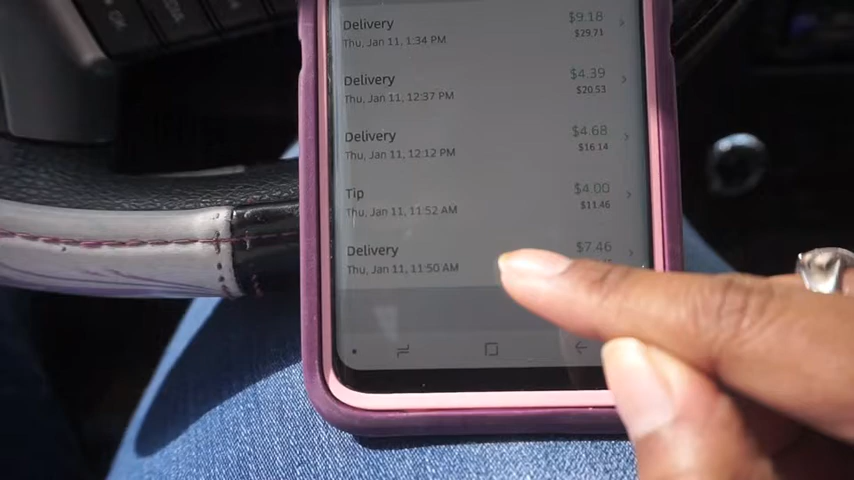 Delivery $9.18
Thu, Jan 11, 1:34 PM $29.71
Delivery $4.39
Thu, Jan 11, 12:37 PM $20.53
Delivery $4.68
Thu, Jan 11, 12:12 PM $16.14
Tip $4.00
Thu, Jan 11, 11:52 AM $11.46
Delivery $7.46
Thu, Jan 11, 11:50 AM
OK